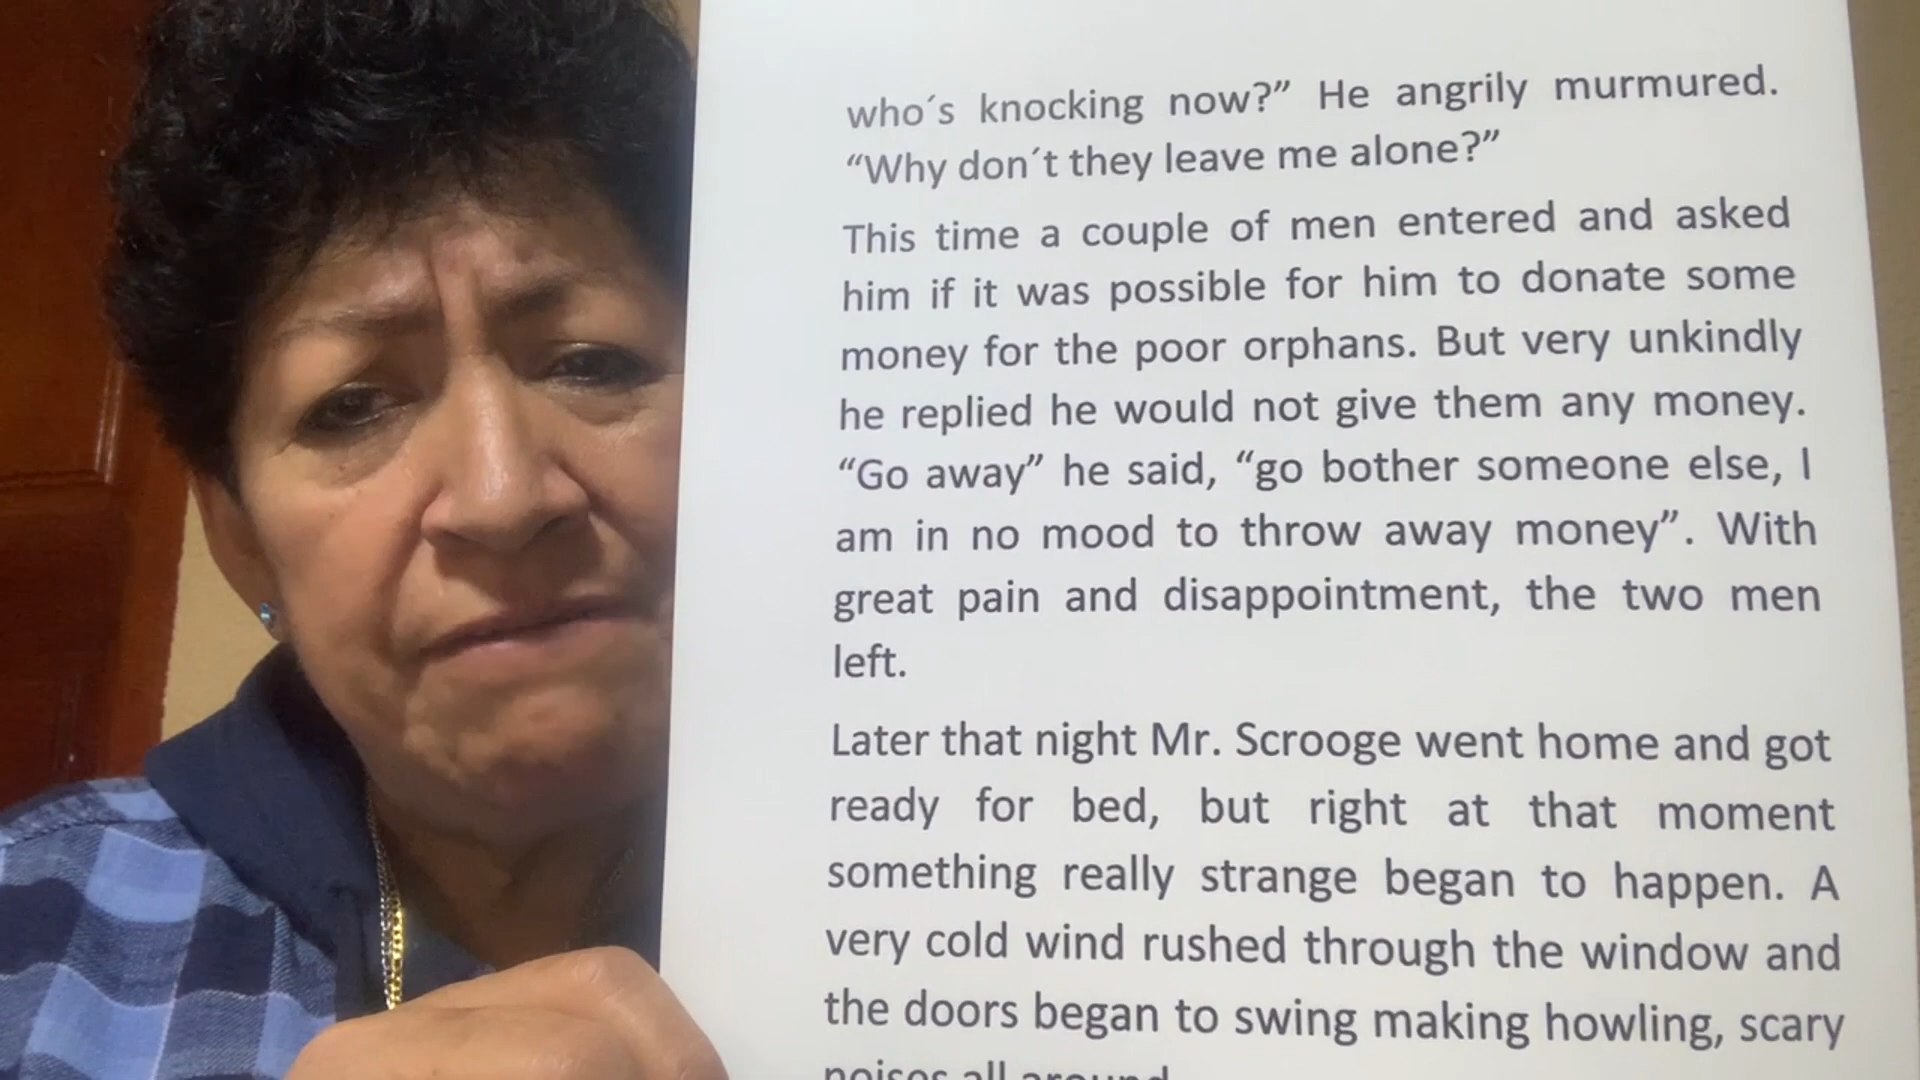 who´s knocking now?” He angrily murmured.
“Why don´t they leave me alone?”
This time a couple of men entered and asked
him if it was possible for him to donate some
money for the poor orphans. But very unkindly
he replied he would not give them any money.
“Go away” he said, “go bother someone else, I
am in no mood to throw away money”. With
great pain and disappointment, the two men
left.
Later that night Mr. Scrooge went home and got
ready for bed, but right at that moment
something really strange began to happen. A
very cold wind rushed through the window and
the doors began to swing making howling, scary
noises all around